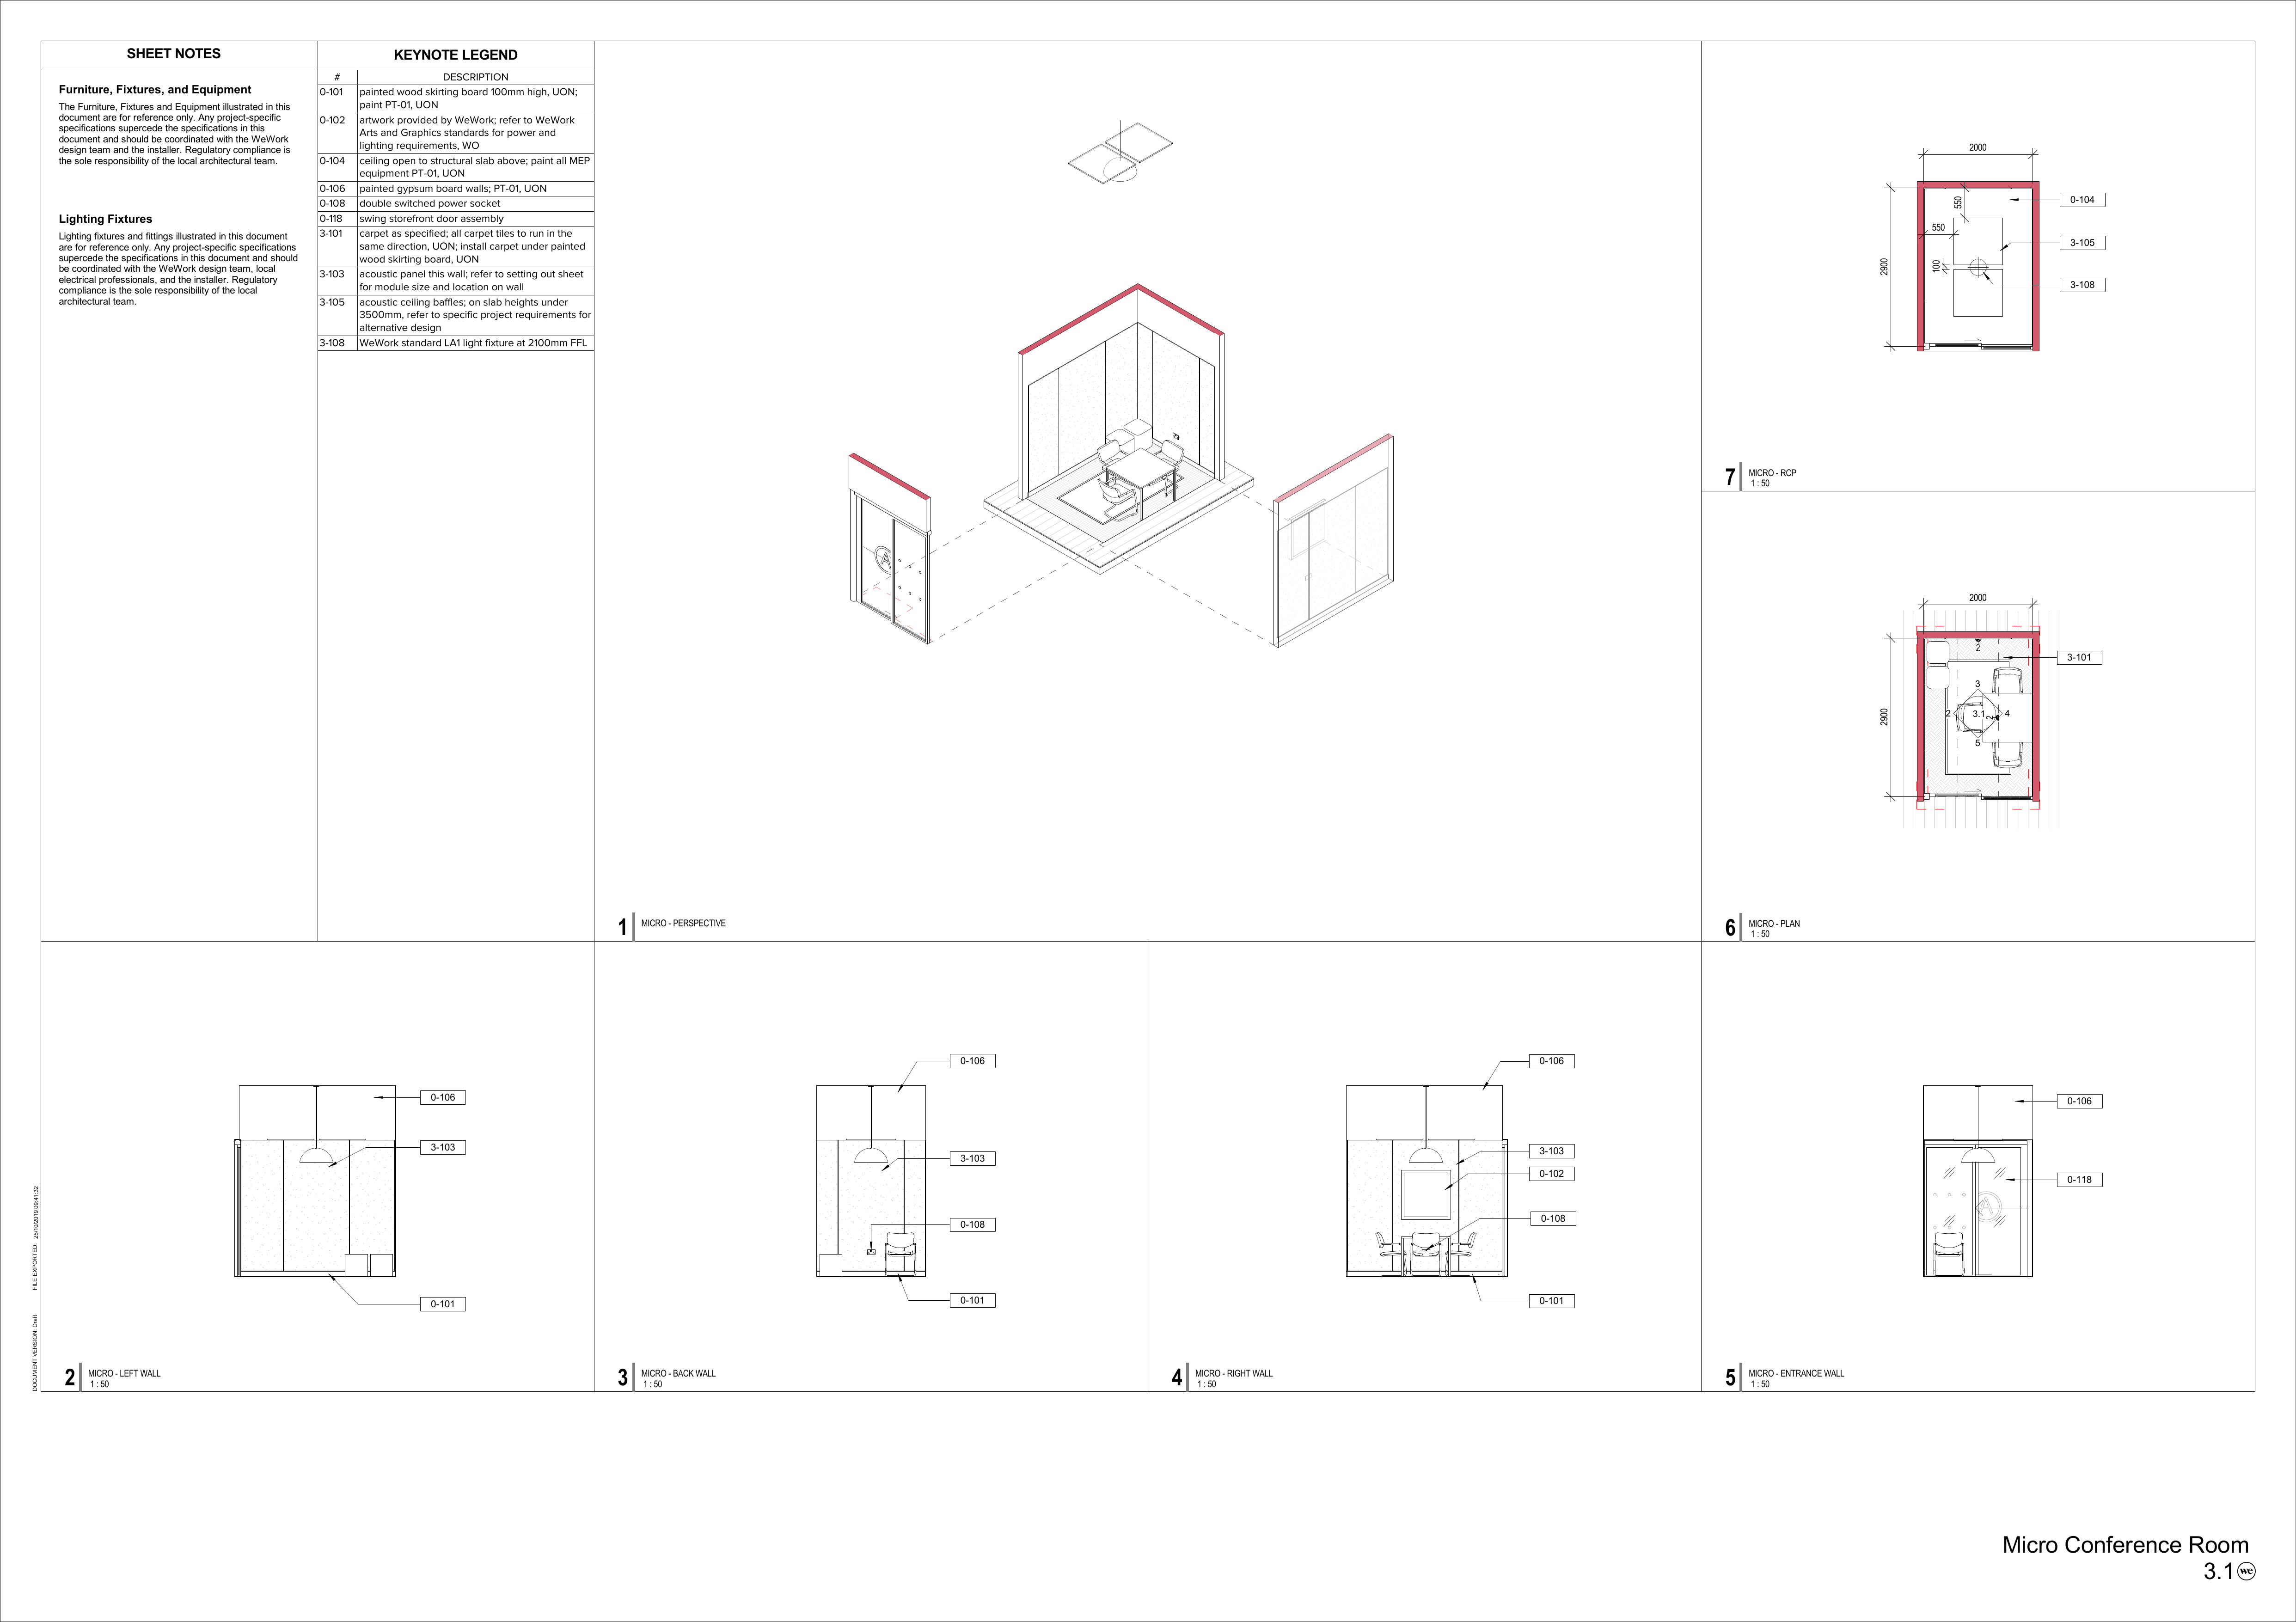 SHEET NOTES
Furniture, Fixtures, and Equipment
The Furniture, Fixtures and Equipment illustrated in this
document are for reference only. Any project-specific
specifications supercede the specifications in this
document and should be coordinated with the WeWork
design team and the installer. Regulatory compliance is
the sole responsibility of the local architectural team.
Lighting Fixtures
Lighting fixtures and fittings illustrated in this document
are for reference only. Any project-specific specifications
supercede the specifications in this document and should
be coordinated with the WeWork design team, local
electrical professionals, and the installer. Regulatory
compliance is the sole responsibility of the local
architectural team.
KEYNOTE LEGEND
# DESCRIPTION
0-101 painted wood skirting board 100mm high, UON;
paint PT-01, UON
0-102 artwork provided by WeWork; refer to WeWork
Arts and Graphics standards for power and
lighting requirements, WO
0-104 ceiling open to structural slab above; paint all MEP
equipment PT-01, UON
0-106 painted gypsum board walls; PT-01, UON
0-108 double switched power socket
0-118 swing storefront door assembly
3-101 carpet as specified; all carpet tiles to run in the
same direction, UON; install carpet under painted
wood skirting board, UON
3-103 acoustic panel this wall; refer to setting out sheet
for module size and location on wall
3-105 acoustic ceiling baffles; on slab heights under
3500mm, refer to specific project requirements for
alternative design
3-108 WeWork standard LA1 light fixture at 2100mm FFL
A
1 MICRO - PERSPECTIVE
2000
550
550
100
2900
0-104
3-105
3-108
7 MICRO - RCP
1 : 50
2000
2900
2
3
2 3.1 2 4
5
3-101
6 MICRO - PLAN
1 : 50
0-106
3-103
0-101
2 MICRO - LEFT WALL
1 : 50
0-106
3-103
0-108
0-101
3 MICRO - BACK WALL
1 : 50
0-106
3-103
0-102
0-108
0-101
4 MICRO - RIGHT WALL
1 : 50
0-106
0-118
A
5 MICRO - ENTRANCE WALL
1 : 50
DOCUMENT VERSION: Draft FILE EXPORTED: 25/10/2019 09:41:32
Micro Conference Room
3.1 we